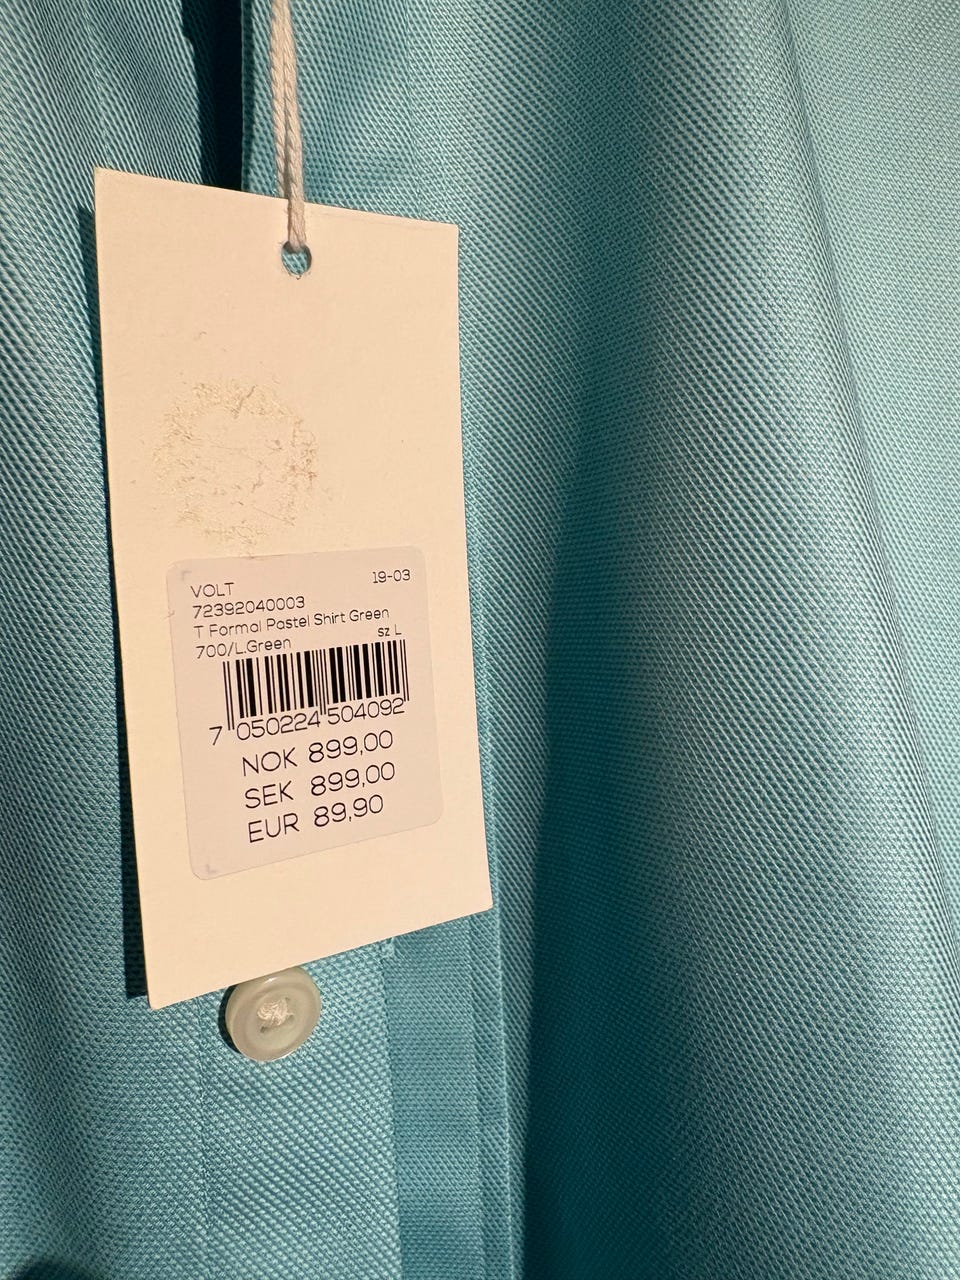 VOLT 19-03
72392040003
T Formal Pastel Shirt Green
700/L.Green sz L
7 050224 504092
NOK 899,00
SEK 899,00
EUR 89,90